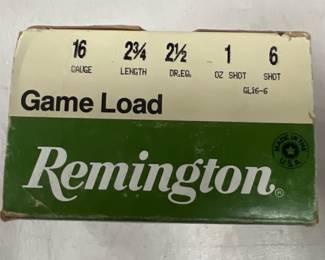 16 2¾ 2½ 1 6
GAUGE LENGTH DR.EQ. OZ SHOT SHOT
GL16-6
Game Load
MADE IN THE U.S.A.
Remington®